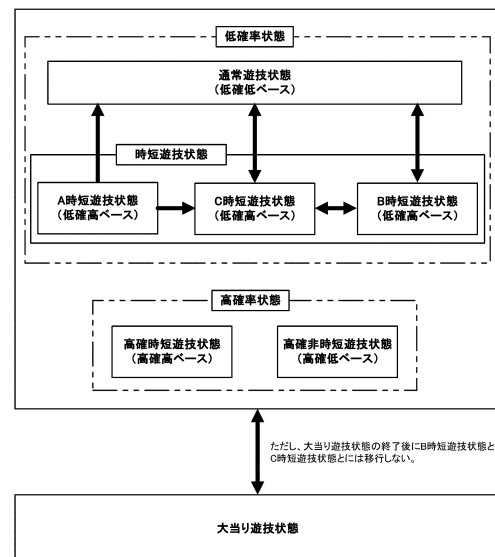 低確率状態
通常遊技状態
(低確低ベース)
時短遊技状態
A時短遊技状態
(低確高ベース)
C時短遊技状態
(低確高ベース)
B時短遊技状態
(低確高ベース)
高確率状態
高確時短遊技状態
(高確高ベース)
高確非時短遊技状態
(高確低ベース)
ただし、大当り遊技状態の終了後にB時短遊技状態と
C時短遊技状態とには移行しない。
大当り遊技状態